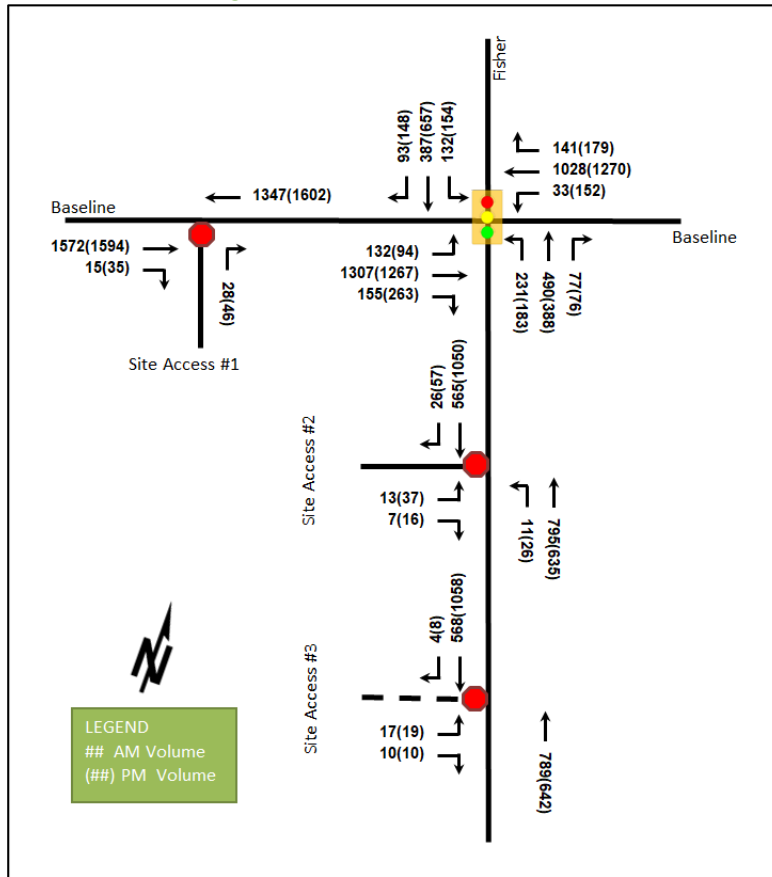 Fisher
93(148)
387(657)
132(154)
141(179)
1028(1270)
33(152)
1347(1602)
Baseline
Baseline
1572(1594)
15(35)
28(46)
132(94)
1307(1267)
155(263)
231(183)
490(388)
77(76)
Site Access #1
26(57)
565(1050)
Site Access #2
13(37)
7(16)
11(26)
795(635)
4(8)
568(1058)
Site Access #3
17(19)
10(10)
789(642)
N
LEGEND
## AM Volume
(##) PM Volume